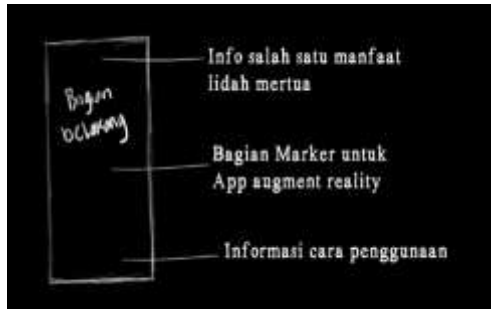 Info salah satu manfaat
lidah mertua
Bagian
belakang
Bagian Marker untuk
App augment reality
Informasi cara penggunaan